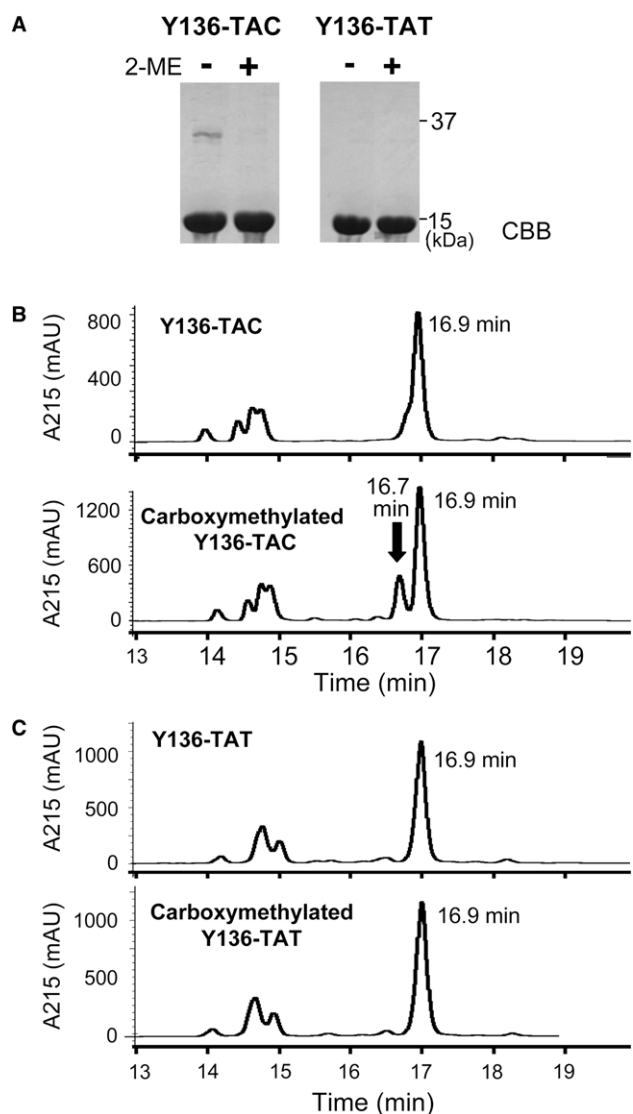 A
Y136-TAC Y136-TAT
2-ME - + - +
37
15
(kDa)
CBB
B
A215 (mAU)
800
400
0
Y136-TAC
16.9 min
A215 (mAU)
1200
600
0
Carboxymethylated
Y136-TAC
16.7
min
16.9 min
13 14 15 16 17 18 19
Time (min)
C
A215 (mAU)
1000
500
0
Y136-TAT
16.9 min
A215 (mAU)
1000
500
0
Carboxymethylated
Y136-TAT
16.9 min
13 14 15 16 17 18 19
Time (min)